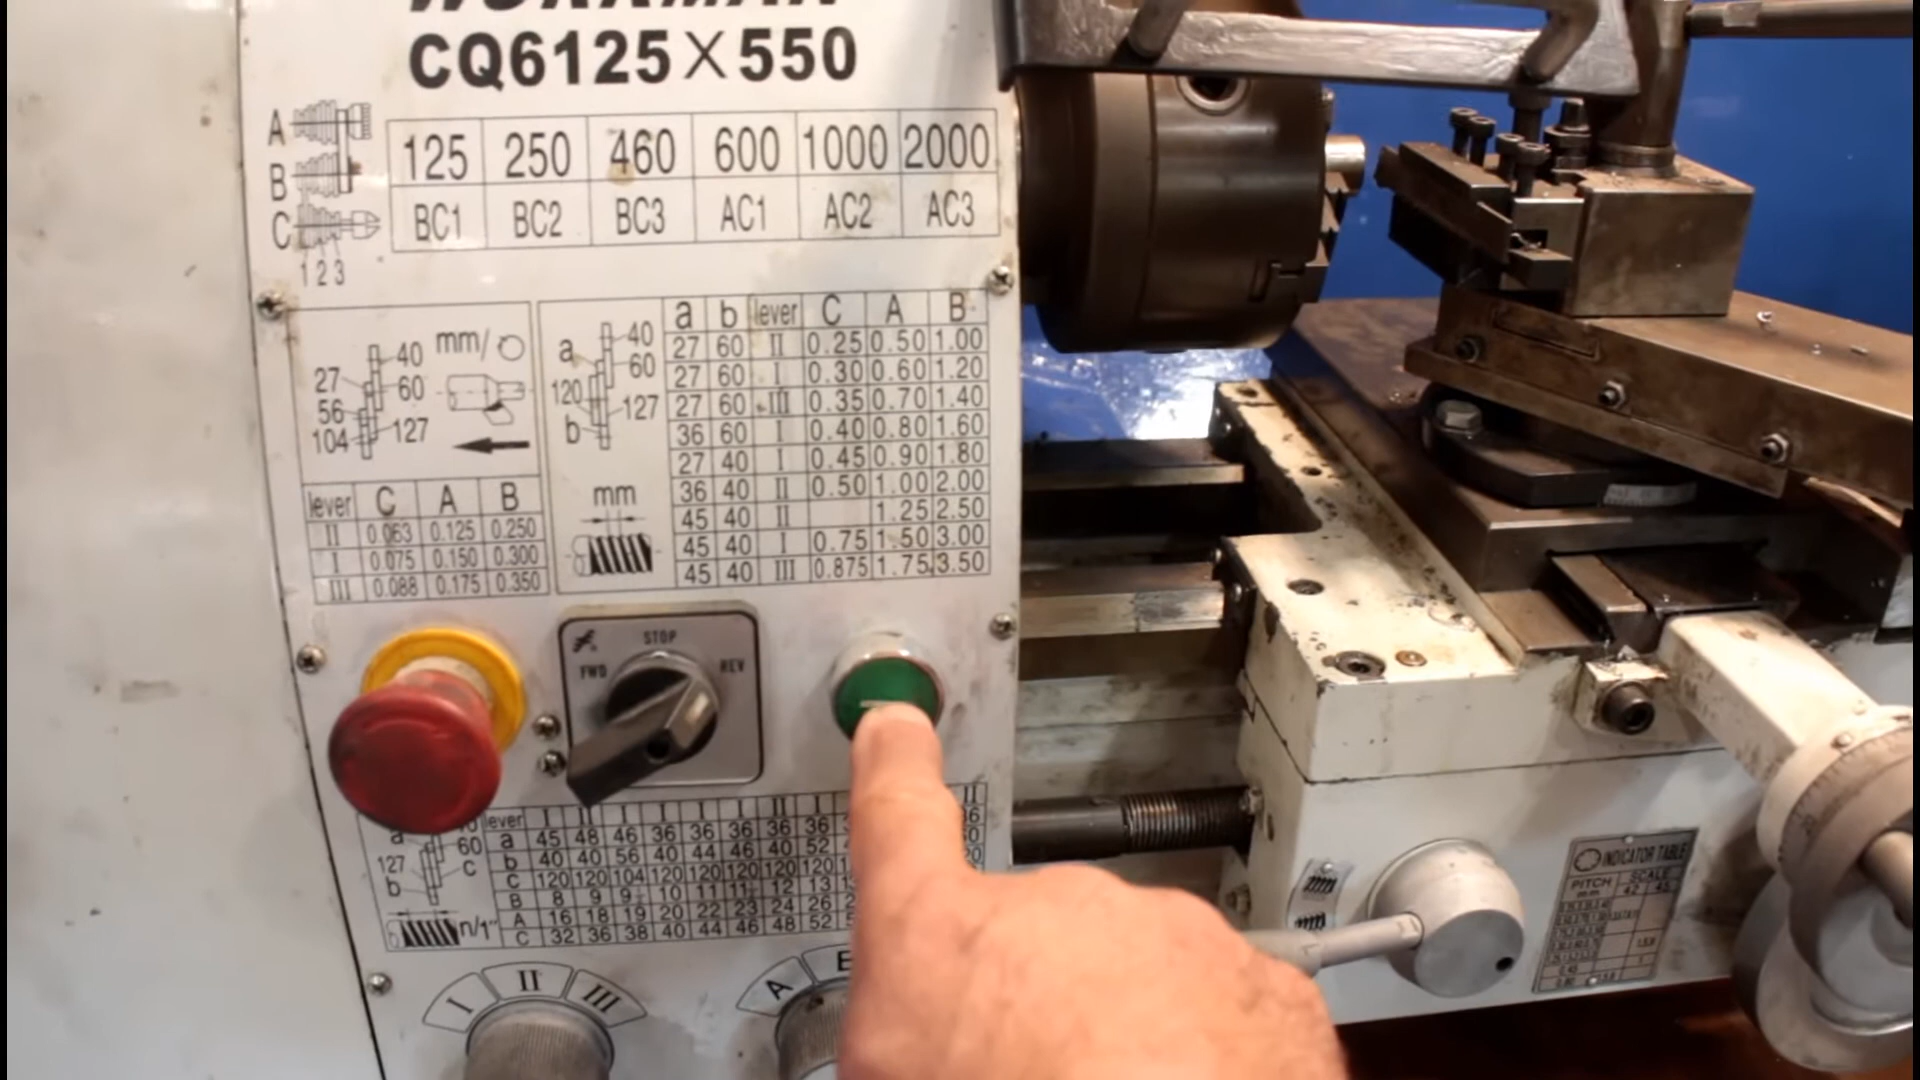 WORKMAN
CQ6125X550
A
B
C
1 2 3
125 250 460 600 1000 2000
BC1 BC2 BC3 AC1 AC2 AC3
40
27
60
56
104
127
mm/
lever C A B
II 0.063 0.125 0.250
I 0.075 0.150 0.300
III 0.088 0.175 0.350
a
40
60
120
127
b
mm
a b lever C A B
27 60 II 0.25 0.50 1.00
27 60 I 0.30 0.60 1.20
27 60 III 0.35 0.70 1.40
36 60 I 0.40 0.80 1.60
27 40 I 0.45 0.90 1.80
36 40 II 0.50 1.00 2.00
45 40 II 1.25 2.50
45 40 I 0.75 1.50 3.00
45 40 III 0.875 1.75 3.50
STOP
FWD
REV
a
60
127
c
b
n/1"
lever I II I I I I II I II
a 45 48 46 36 36 36 36 36
b 40 40 56 40 44 46 40 52
C 120 120 104 120 120 120 120 120
B 8 9 9½ 10 11 11½ 12 13
A 16 18 19 20 22 23 24 26
C 32 36 38 40 44 46 48 52
I II III
A
INDICATOR TABLE
PITCH
mm
SCALE